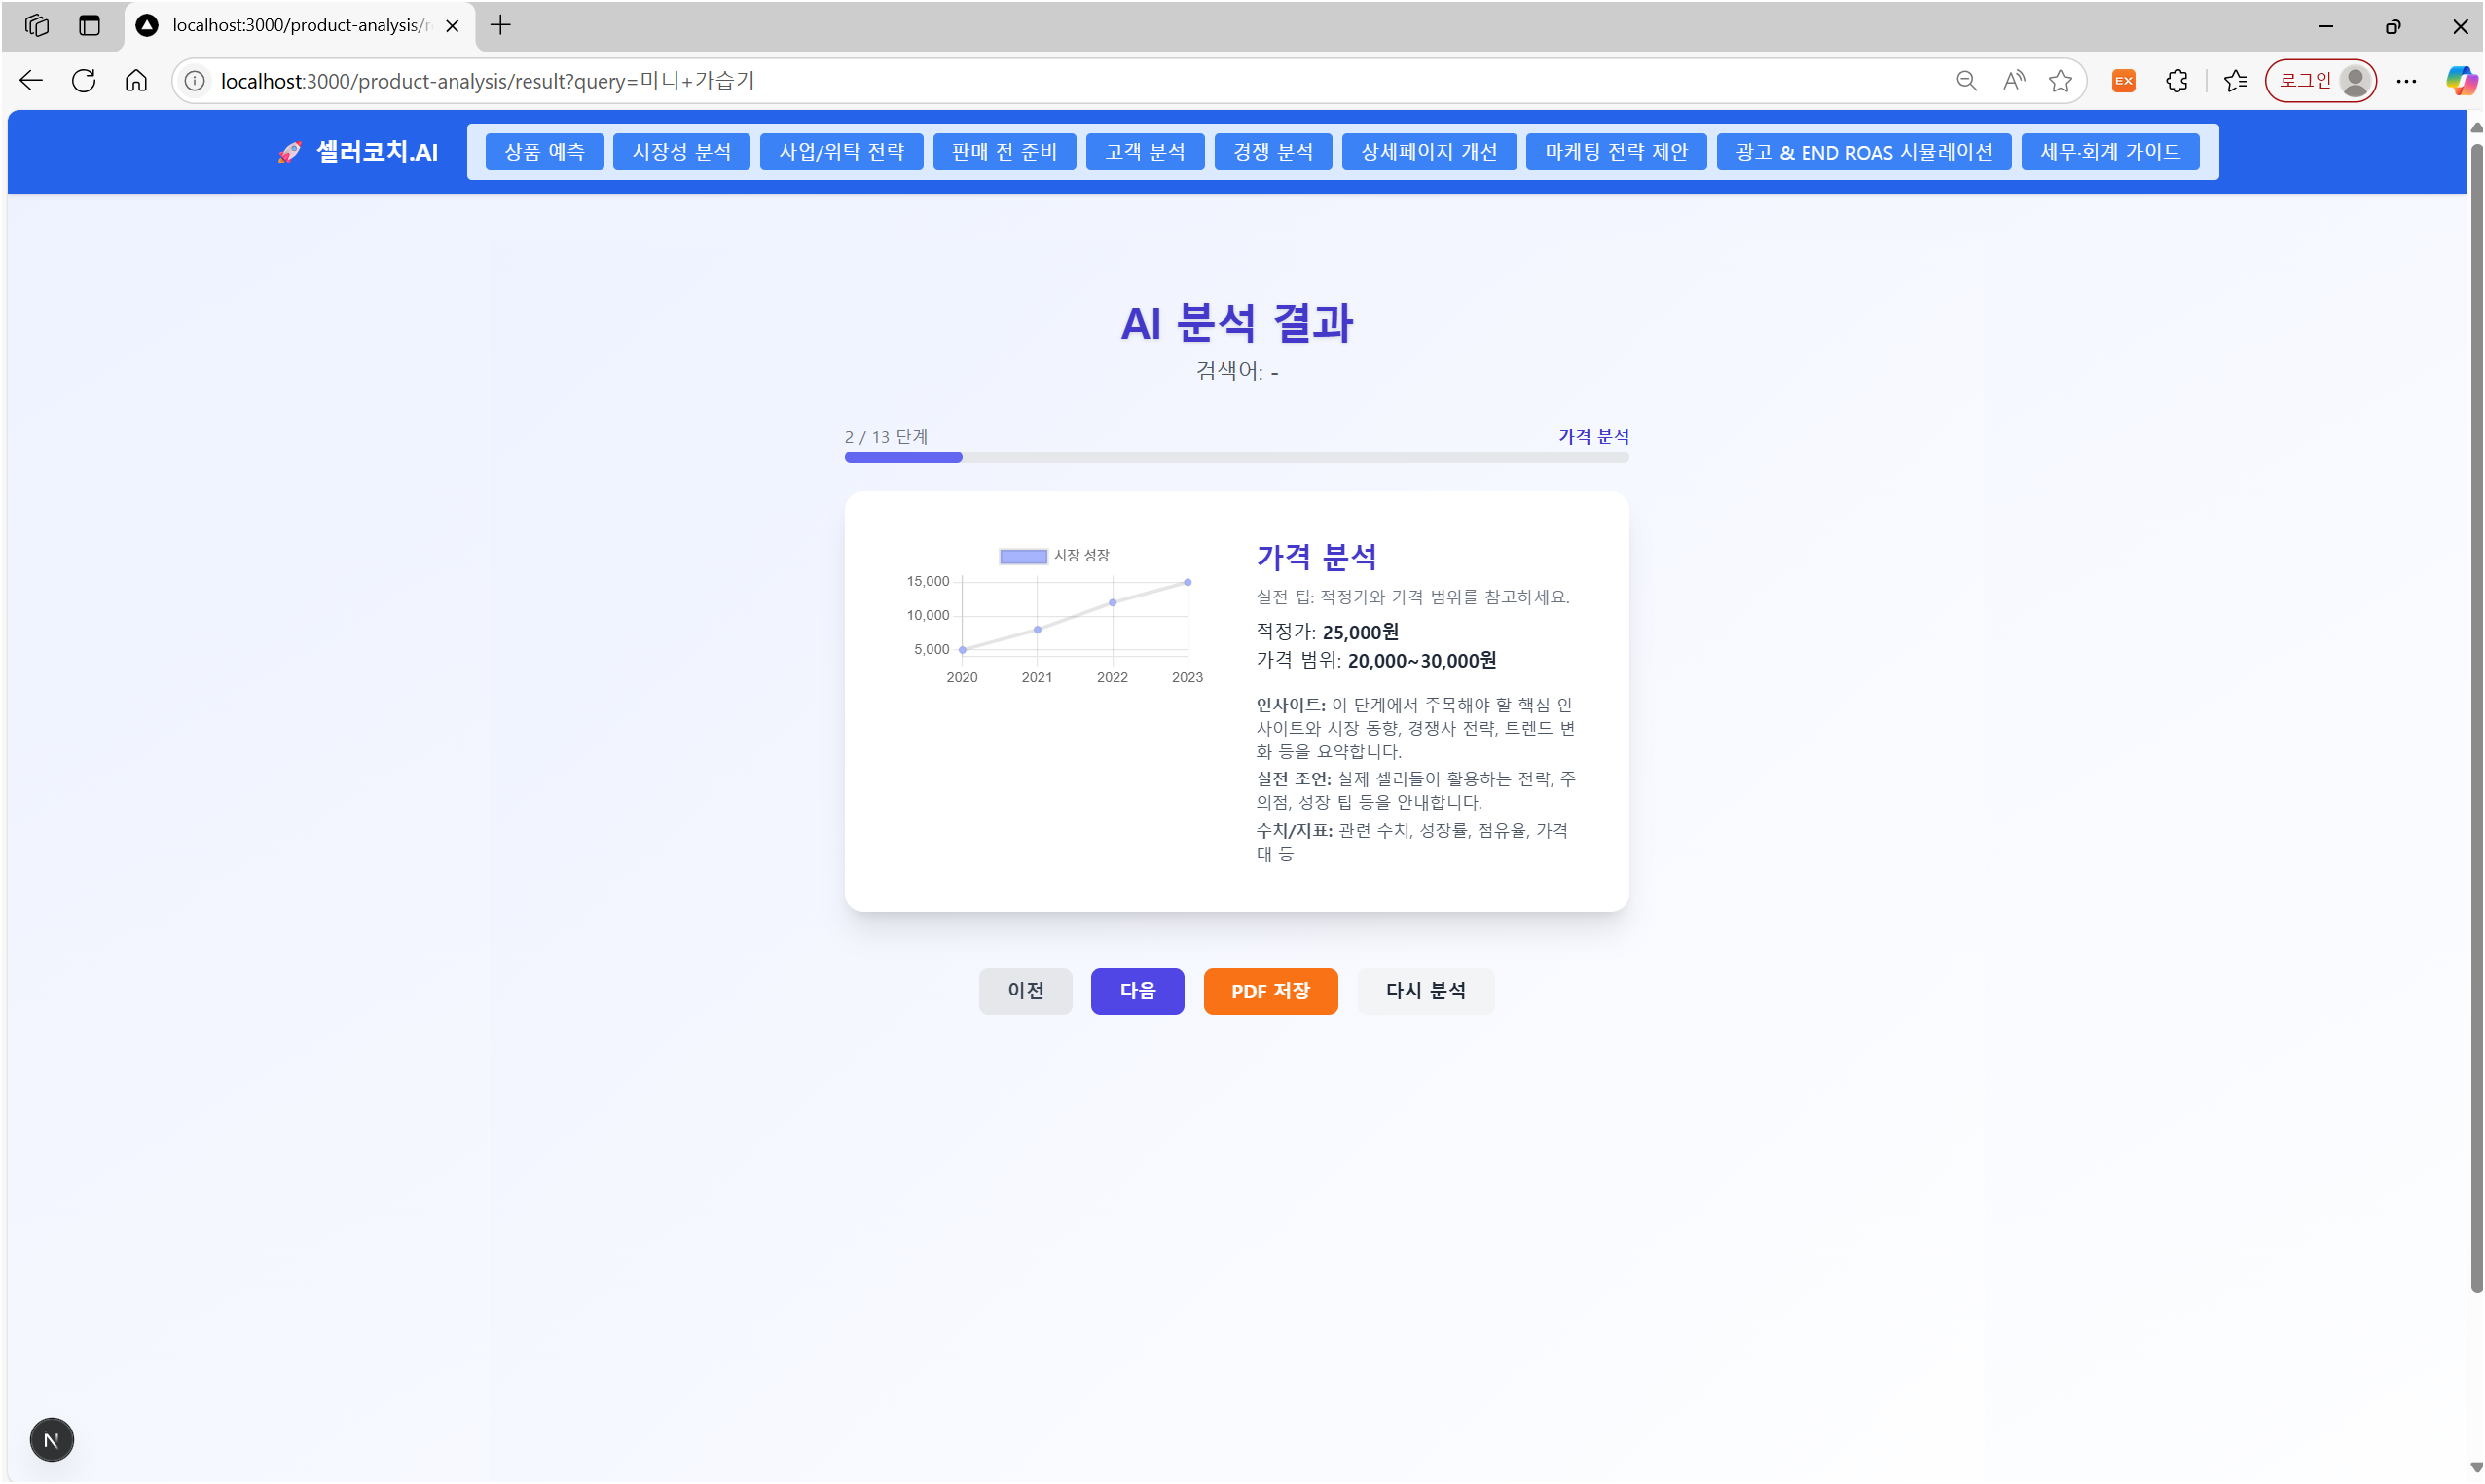 localhost:3000/product-analysis/r
localhost:3000/product-analysis/result?query=미니+가습기
EX
로그인
🚀 셀러코치.AI
상품 예측
시장성 분석
사업/위탁 전략
판매 전 준비
고객 분석
경쟁 분석
상세페이지 개선
마케팅 전략 제안
광고 & END ROAS 시뮬레이션
세무·회계 가이드
AI 분석 결과
검색어: -
2 / 13 단계
가격 분석
시장 성장
15,000
10,000
5,000
2020 2021 2022 2023
가격 분석
실전 팁: 적정가와 가격 범위를 참고하세요.
적정가: 25,000원
가격 범위: 20,000~30,000원
인사이트: 이 단계에서 주목해야 할 핵심 인
사이트와 시장 동향, 경쟁사 전략, 트렌드 변
화 등을 요약합니다.
실전 조언: 실제 셀러들이 활용하는 전략, 주
의점, 성장 팁 등을 안내합니다.
수치/지표: 관련 수치, 성장률, 점유율, 가격
대 등
이전
다음
PDF 저장
다시 분석
N